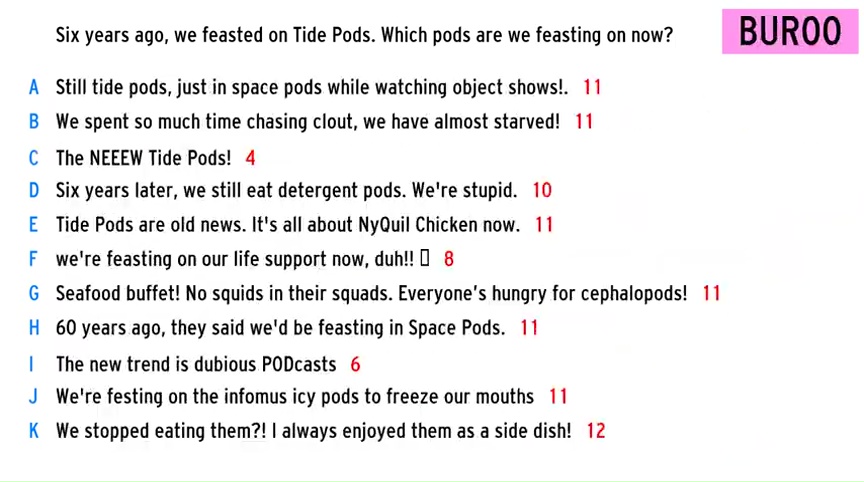 Six years ago, we feasted on Tide Pods. Which pods are we feasting on now?
BUROO
A Still tide pods, just in space pods while watching object shows!. 11
B We spent so much time chasing clout, we have almost starved! 11
C The NEEEW Tide Pods! 4
D Six years later, we still eat detergent pods. We're stupid. 10
E Tide Pods are old news. It's all about NyQuil Chicken now. 11
F we're feasting on our life support now, duh!! ▯ 8
G Seafood buffet! No squids in their squads. Everyone’s hungry for cephalopods! 11
H 60 years ago, they said we'd be feasting in Space Pods. 11
I The new trend is dubious PODcasts 6
J We're festing on the infomus icy pods to freeze our mouths 11
K We stopped eating them?! I always enjoyed them as a side dish! 12